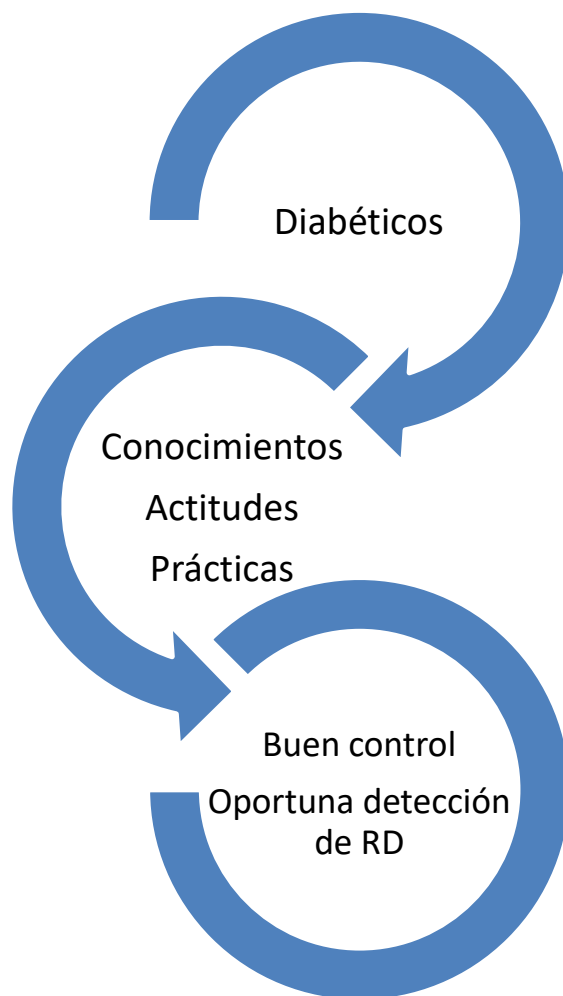 Diabéticos
Conocimientos
Actitudes
Prácticas
Buen control
Oportuna detección
de RD